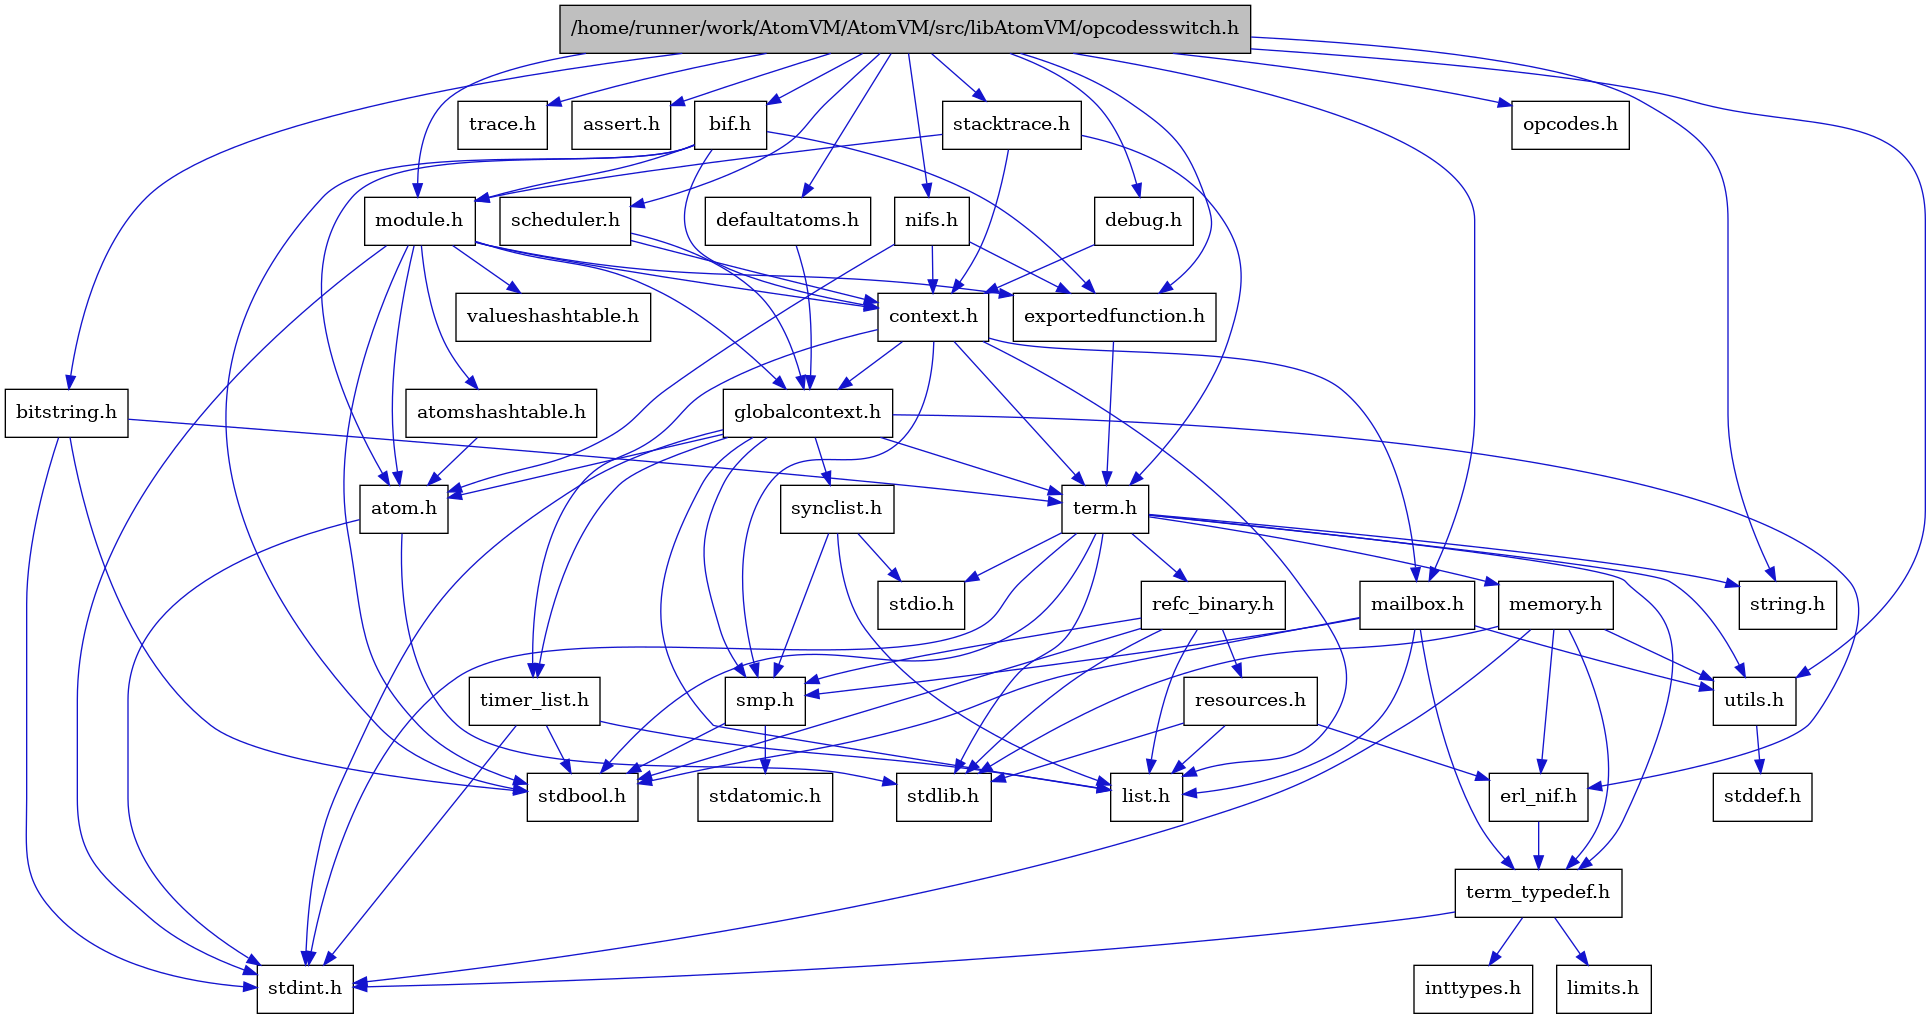 /home/runner/work/AtomVM/AtomVM/src/libAtomVM/opcodesswitch.h
trace.h
assert.h
bif.h
stacktrace.h
opcodes.h
module.h
scheduler.h
defaultatoms.h
nifs.h
debug.h
valueshashtable.h
context.h
exportedfunction.h
bitstring.h
atomshashtable.h
globalcontext.h
atom.h
synclist.h
term.h
stdio.h
refc_binary.h
mailbox.h
memory.h
string.h
timer_list.h
smp.h
resources.h
utils.h
stdbool.h
stdatomic.h
stdlib.h
list.h
erl_nif.h
stddef.h
term_typedef.h
stdint.h
inttypes.h
limits.h